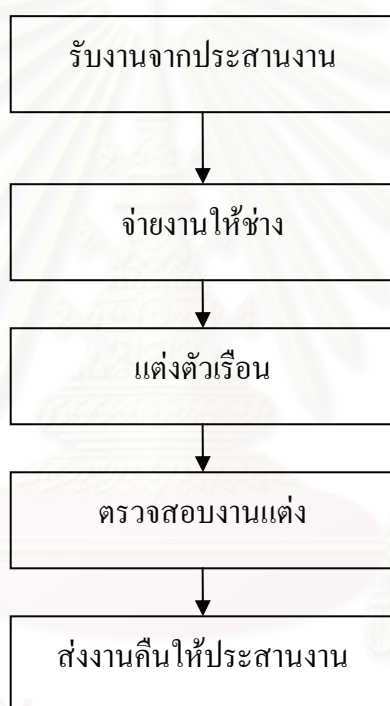 รับงานจากประสานงาน
จ่ายงานให้ช่าง
แต่งตัวเรือน
ตรวจสอบงานแต่ง
ส่งงานคืนให้ประสานงาน